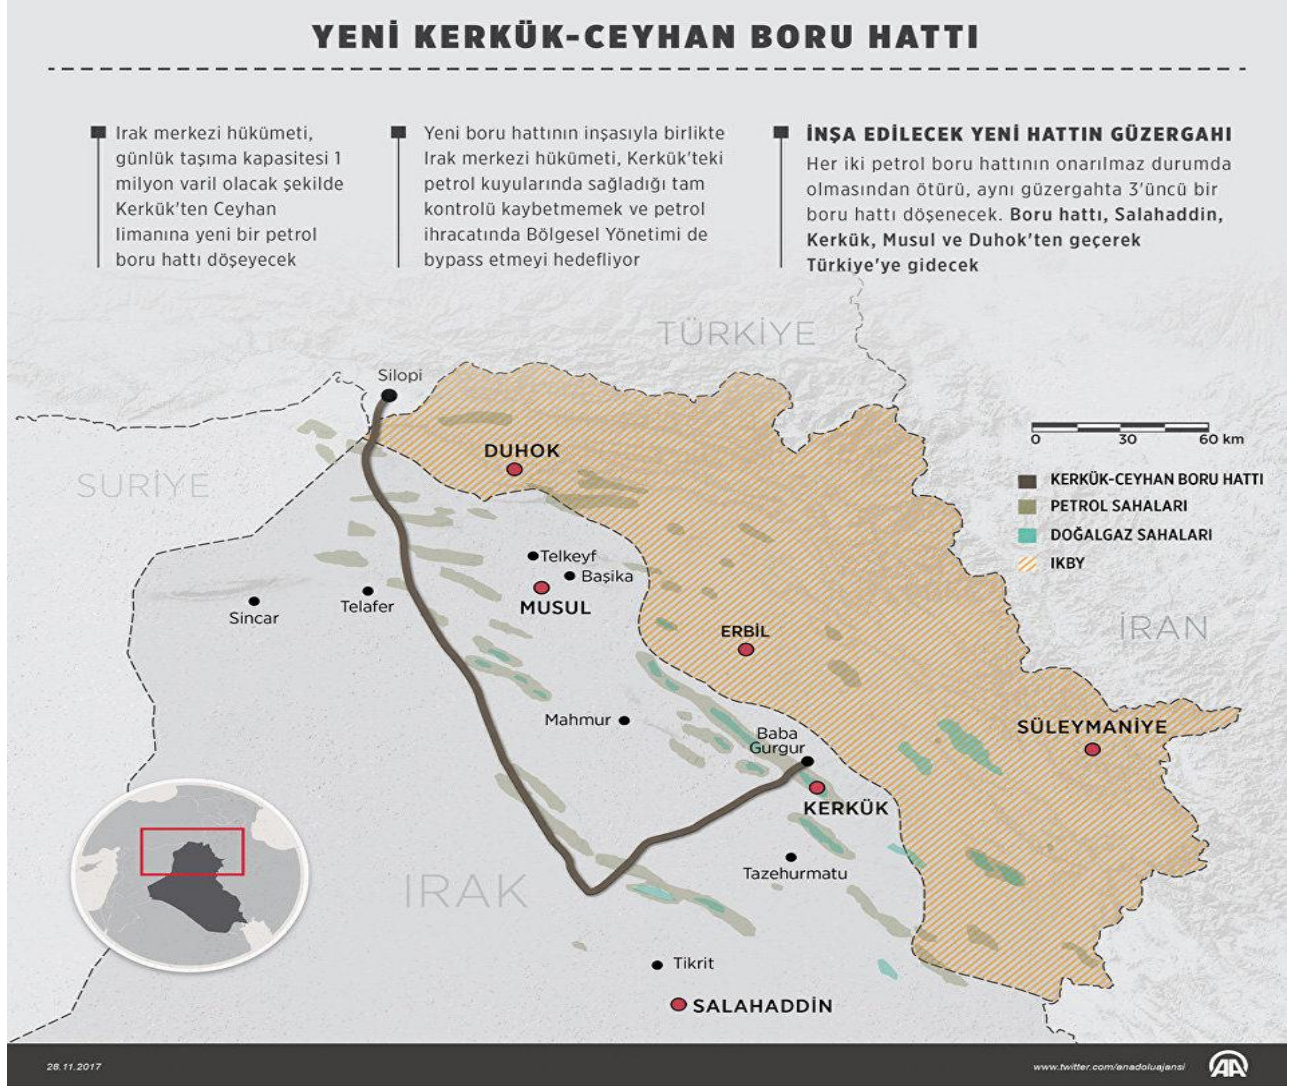 YENİ KERKÜK-CEYHAN BORU HATTI
Irak merkezi hükümeti,
günlük taşıma kapasitesi 1
milyon varil olacak şekilde
Kerkük'ten Ceyhan
limanına yeni bir petrol
boru hattı döşeyecek
Yeni boru hattının inşasıyla birlikte
Irak merkezi hükümeti, Kerkük'teki
petrol kuyularında sağladığı tam
kontrolü kaybetmemek ve petrol
ihracatında Bölgesel Yönetimi de
bypass etmeyi hedefliyor
İNŞA EDİLECEK YENİ HATTIN GÜZERGAHI
Her iki petrol boru hattının onarılmaz durumda
olmasından ötürü, aynı güzergahta 3'üncü bir
boru hattı döşenecek. Boru hattı, Salahaddin,
Kerkük, Musul ve Duhok'ten geçerek
Türkiye'ye gidecek
TÜRKİYE
Silopi
DUHOK
SURİYE
0 30 60 km
KERKÜK-CEYHAN BORU HATTI
PETROL SAHALARI
DOĞALGAZ SAHALARI
IKBY
Telkeyf
Başika
MUSUL
Sincar
Telafer
ERBİL
İRAN
Mahmur
Baba
Gurgur
SÜLEYMANİYE
KERKÜK
Tazehurmatu
IRAK
Tikrit
SALAHADDİN
28.11.2017
www.twitter.com/anadoluajansi
AA